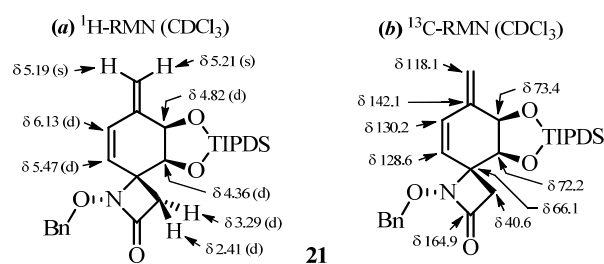 (a) ¹H-RMN (CDCl₃)
δ 5.19 (s)
H
H
δ 5.21 (s)
δ 4.82 (d)
δ 6.13 (d)
O
TIPDS
O
δ 5.47 (d)
δ 4.36 (d)
O
N
Bn
H
δ 3.29 (d)
H
δ 2.41 (d)
O
21
(b) ¹³C-RMN (CDCl₃)
δ 118.1
δ 73.4
δ 142.1
O
δ 130.2
TIPDS
O
δ 128.6
δ 72.2
O
N
δ 66.1
Bn
δ 40.6
δ 164.9
O